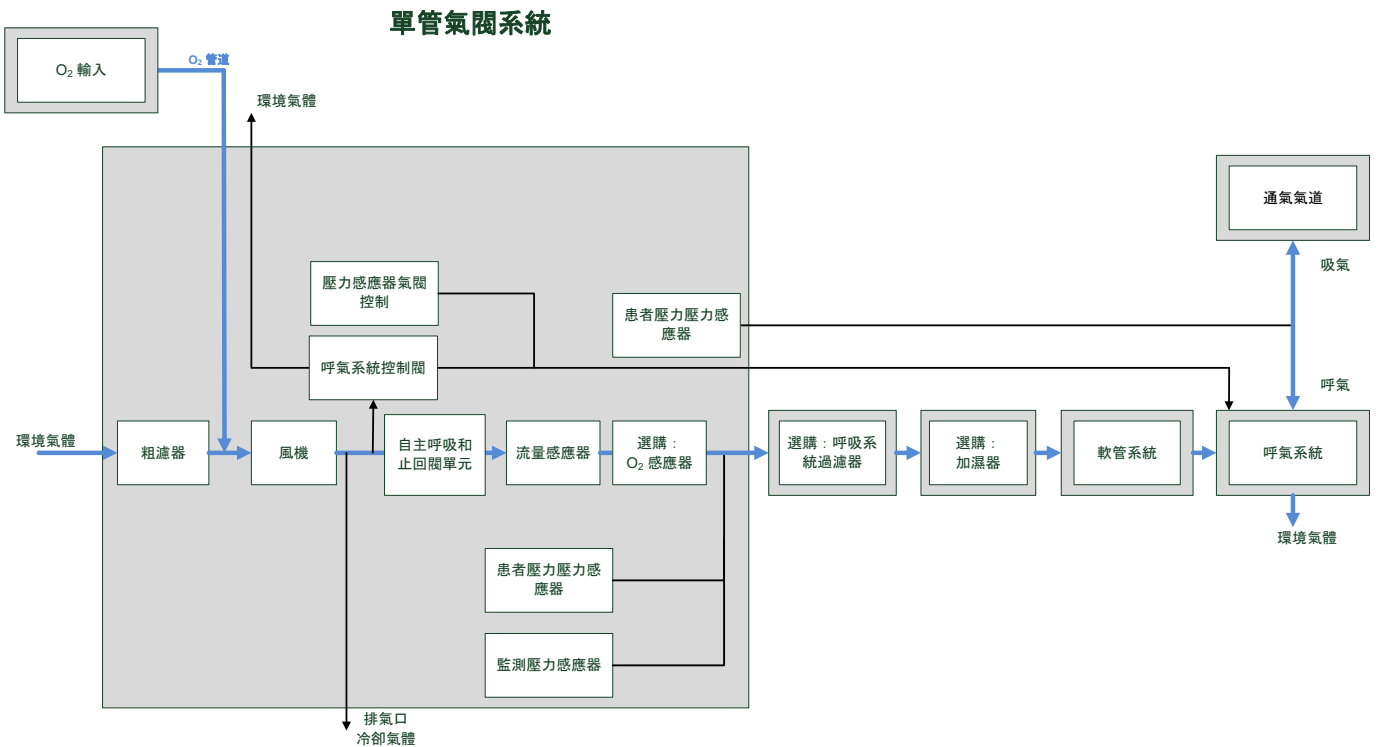 單管氣閥系統
O₂ 輸入
O₂ 管道
環境氣體
通氣氣道
吸氣
壓力感應器氣閥
控制
患者壓力壓力感
應器
呼氣系統控制閥
呼氣
環境氣體
粗濾器
風機
自主呼吸和
止回閥單元
流量感應器
選購：
O₂ 感應器
選購：呼吸系
統過濾器
選購：
加濕器
軟管系統
呼氣系統
環境氣體
患者壓力壓力感
應器
監測壓力感應器
排氣口
冷卻氣體